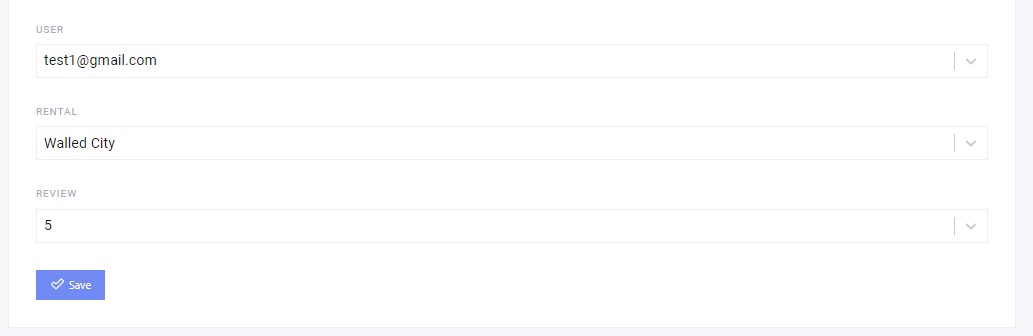 USER
test1@gmail.com
RENTAL
Walled City
REVIEW
5
Save